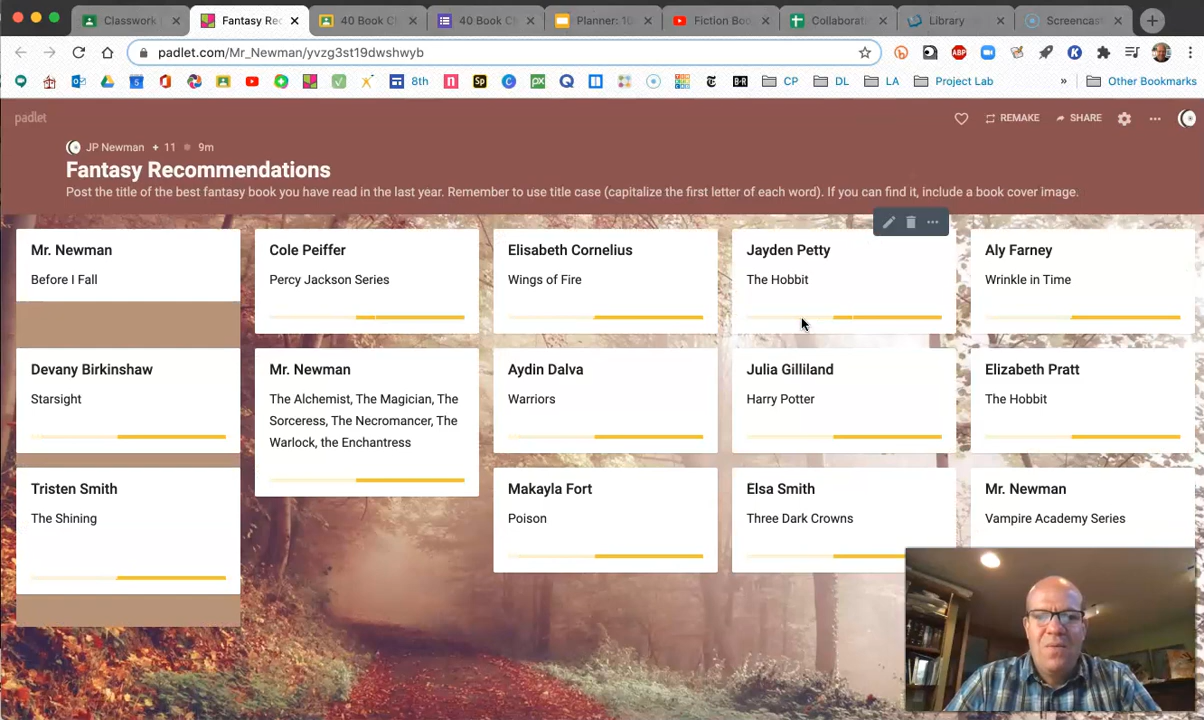 Classwork
Fantasy Rec
40 Book Ch
40 Book Ch
Planner: 10
Fiction Boo
Collaborati
Library
Screencast
padlet.com/Mr_Newman/yvzg3st19dwshwyb
ABP
K
5
8th
n
Sp
C
px
Q
B·R
CP
DL
LA
Project Lab
»
Other Bookmarks
padlet
REMAKE
SHARE
JP Newman + 11 9m
Fantasy Recommendations
Post the title of the best fantasy book you have read in the last year. Remember to use title case (capitalize the first letter of each word). If you can find it, include a book cover image.
Mr. Newman
Before I Fall
Cole Peiffer
Percy Jackson Series
Elisabeth Cornelius
Wings of Fire
Jayden Petty
The Hobbit
Aly Farney
Wrinkle in Time
Devany Birkinshaw
Starsight
Mr. Newman
The Alchemist, The Magician, The
Sorceress, The Necromancer, The
Warlock, the Enchantress
Aydin Dalva
Warriors
Julia Gilliland
Harry Potter
Elizabeth Pratt
The Hobbit
Tristen Smith
The Shining
Makayla Fort
Poison
Elsa Smith
Three Dark Crowns
Mr. Newman
Vampire Academy Series